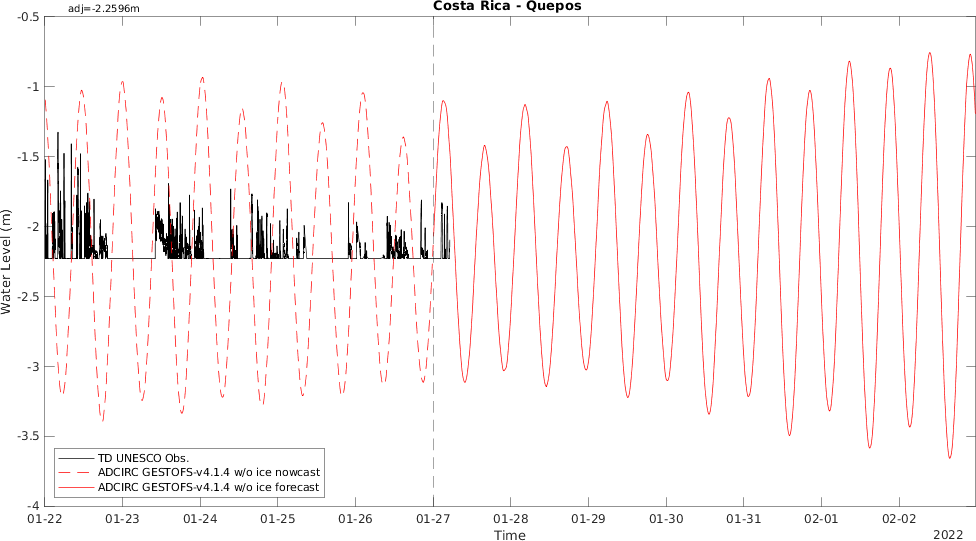 adj=-2.2596m
Costa Rica - Quepos
-0.5
-1
-1.5
-2
-2.5
-3
-3.5
-4
Water Level (m)
TD UNESCO Obs.
ADCIRC GESTOFS-v4.1.4 w/o ice nowcast
ADCIRC GESTOFS-v4.1.4 w/o ice forecast
01-22 01-23 01-24 01-25 01-26 01-27 01-28 01-29 01-30 01-31 02-01 02-02
Time
2022